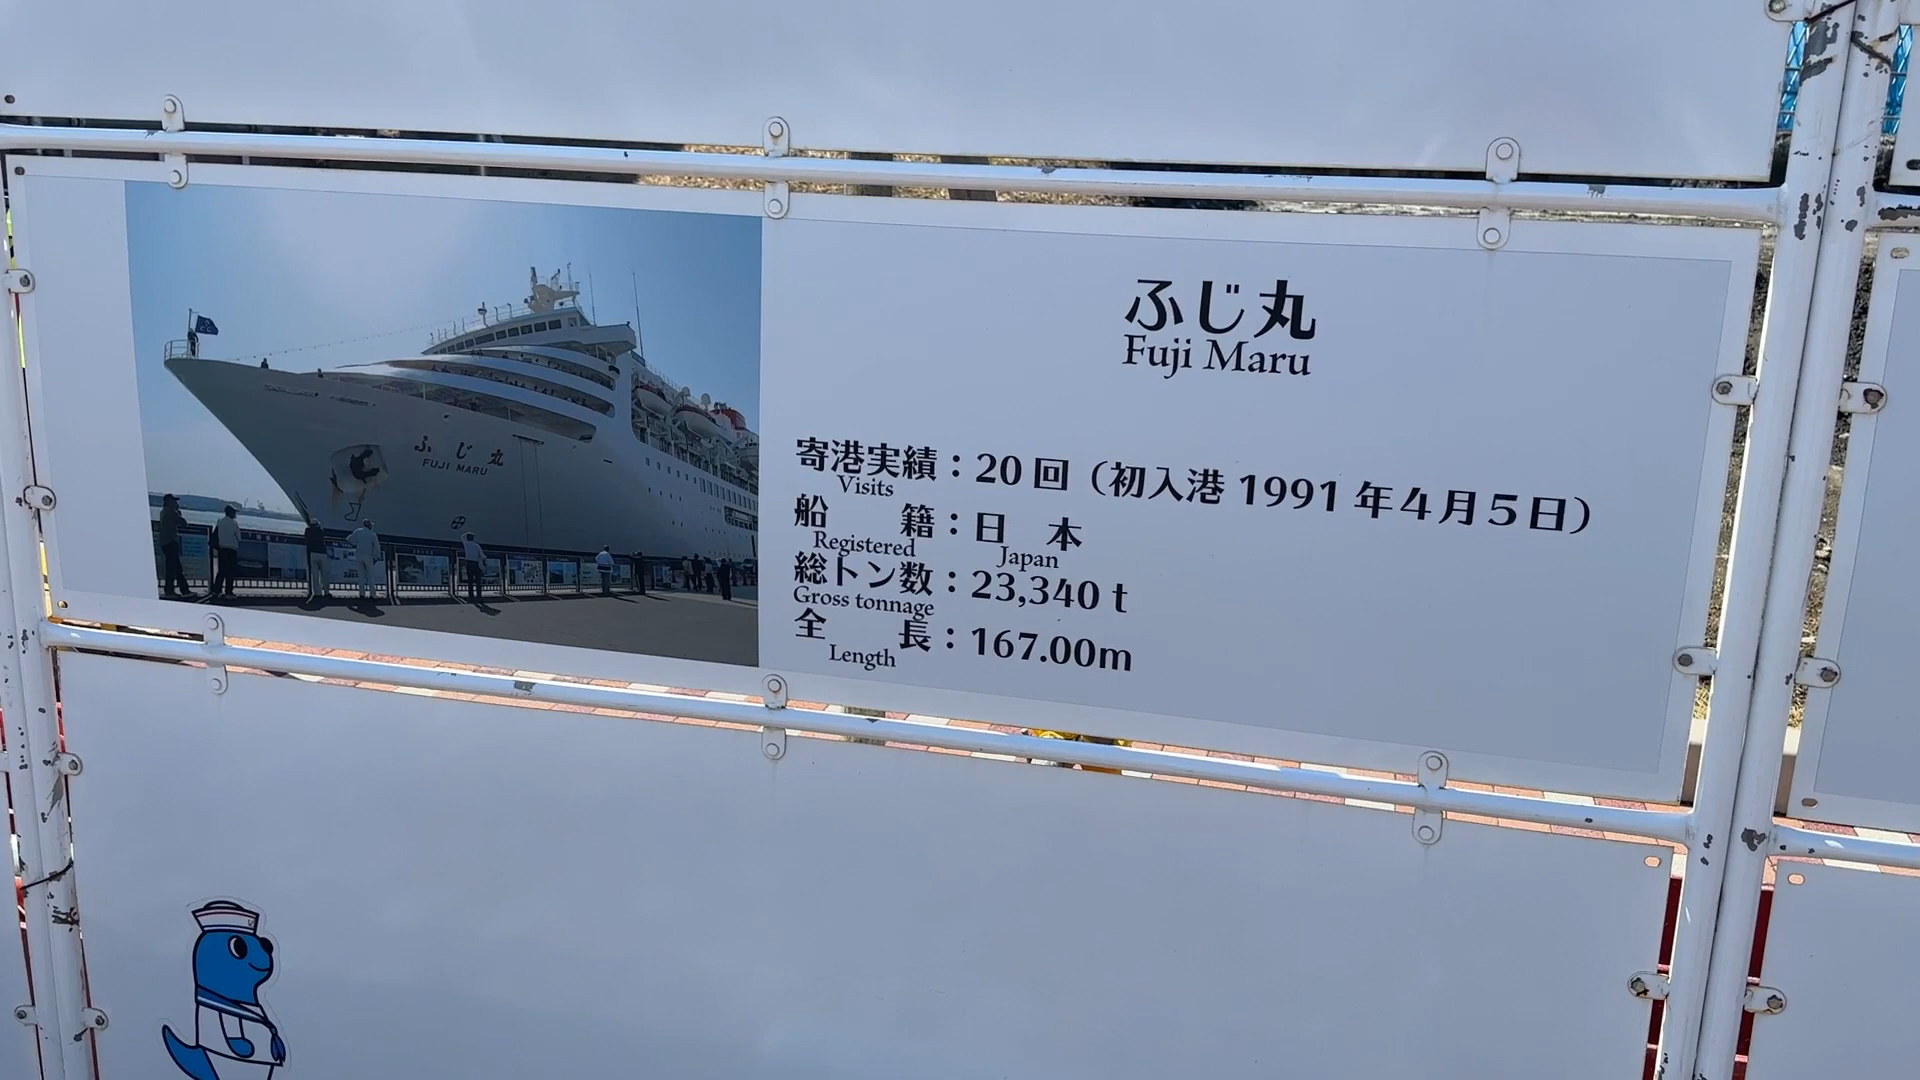 ふじ丸
Fuji Maru
ふじ丸
FUJI MARU
寄港実績：20回（初入港 1991年4月5日）
Visits
船　籍：日　本
Registered Japan
総トン数：23,340 t
Gross tonnage
全　長：167.00m
Length